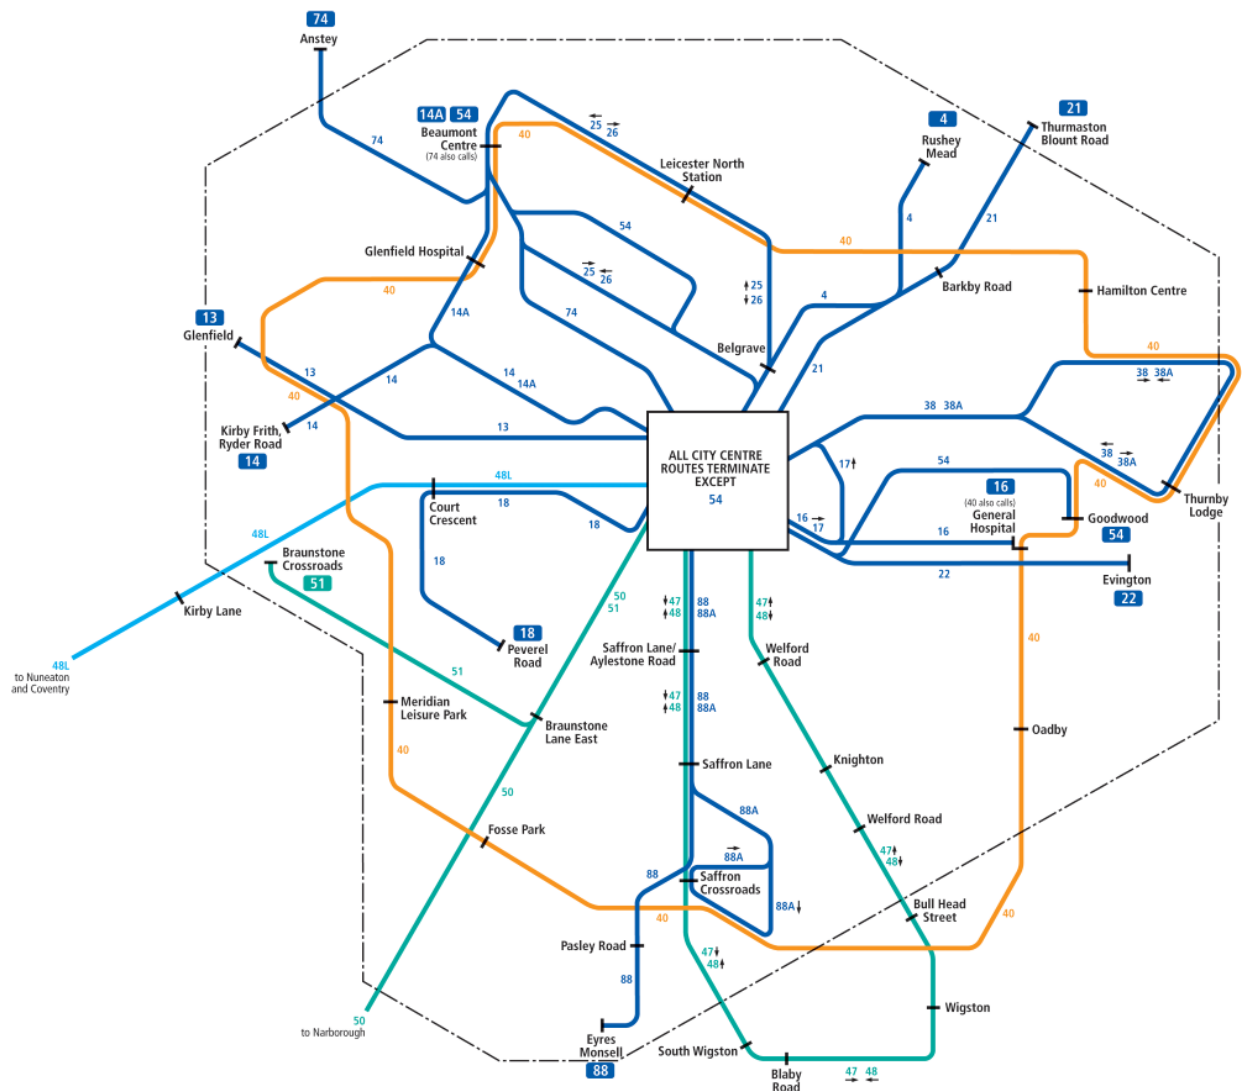 74
Anstey
14A 54
Beaumont
Centre
(74 also calls)
40
← →
25 26
4
Rushey
Mead
21
Thurmaston
Blount Road
74
Leicester North
Station
4
21
54
40
Glenfield Hospital
→ ←
25 26
↑25
↓26
Barkby Road
Hamilton Centre
40
14A
74
4
13
Glenfield
Belgrave
40
13
14
14
14A
21
38 38A
→ ←
40
14
38 38A
Kirby Frith,
Ryder Road
14
13
ALL CITY CENTRE
ROUTES TERMINATE
EXCEPT
54
17↑
54
← 
38 →
38A
40
48L
Court
Crescent
18
18
16
(40 also calls)
General
Hospital
Thurnby
Lodge
Goodwood
54
16 →
17
16
48L
Braunstone
Crossroads
51
18
22
Evington
22
Kirby Lane
50
51
↓47
↑48
88
88A
47↑
48↓
18
Peverel
Road
40
Saffron Lane/
Aylestone Road
Welford
Road
48L
to Nuneaton
and Coventry
51
↓47
↑48
88
88A
Meridian
Leisure Park
Braunstone
Lane East
Oadby
40
Saffron Lane
Knighton
50
88A
Welford Road
Fosse Park
→
88A
47↑
48↓
88
Saffron
Crossroads
88A↓
Bull Head
Street
40
40
Pasley Road
47↓
48↑
88
50
to Narborough
Wigston
Eyres
Monsell
88
South Wigston
Blaby
Road
47 48
→ ←